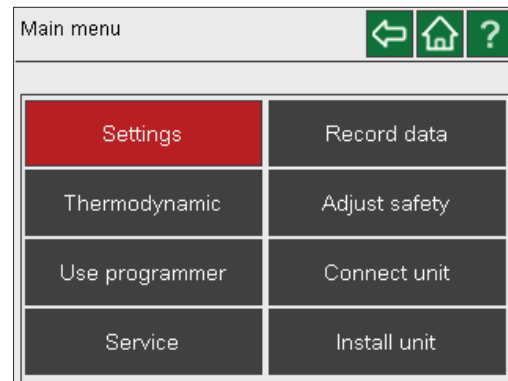 Main menu ?
Settings Record data
Thermodynamic Adjust safety
Use programmer Connect unit
Service Install unit